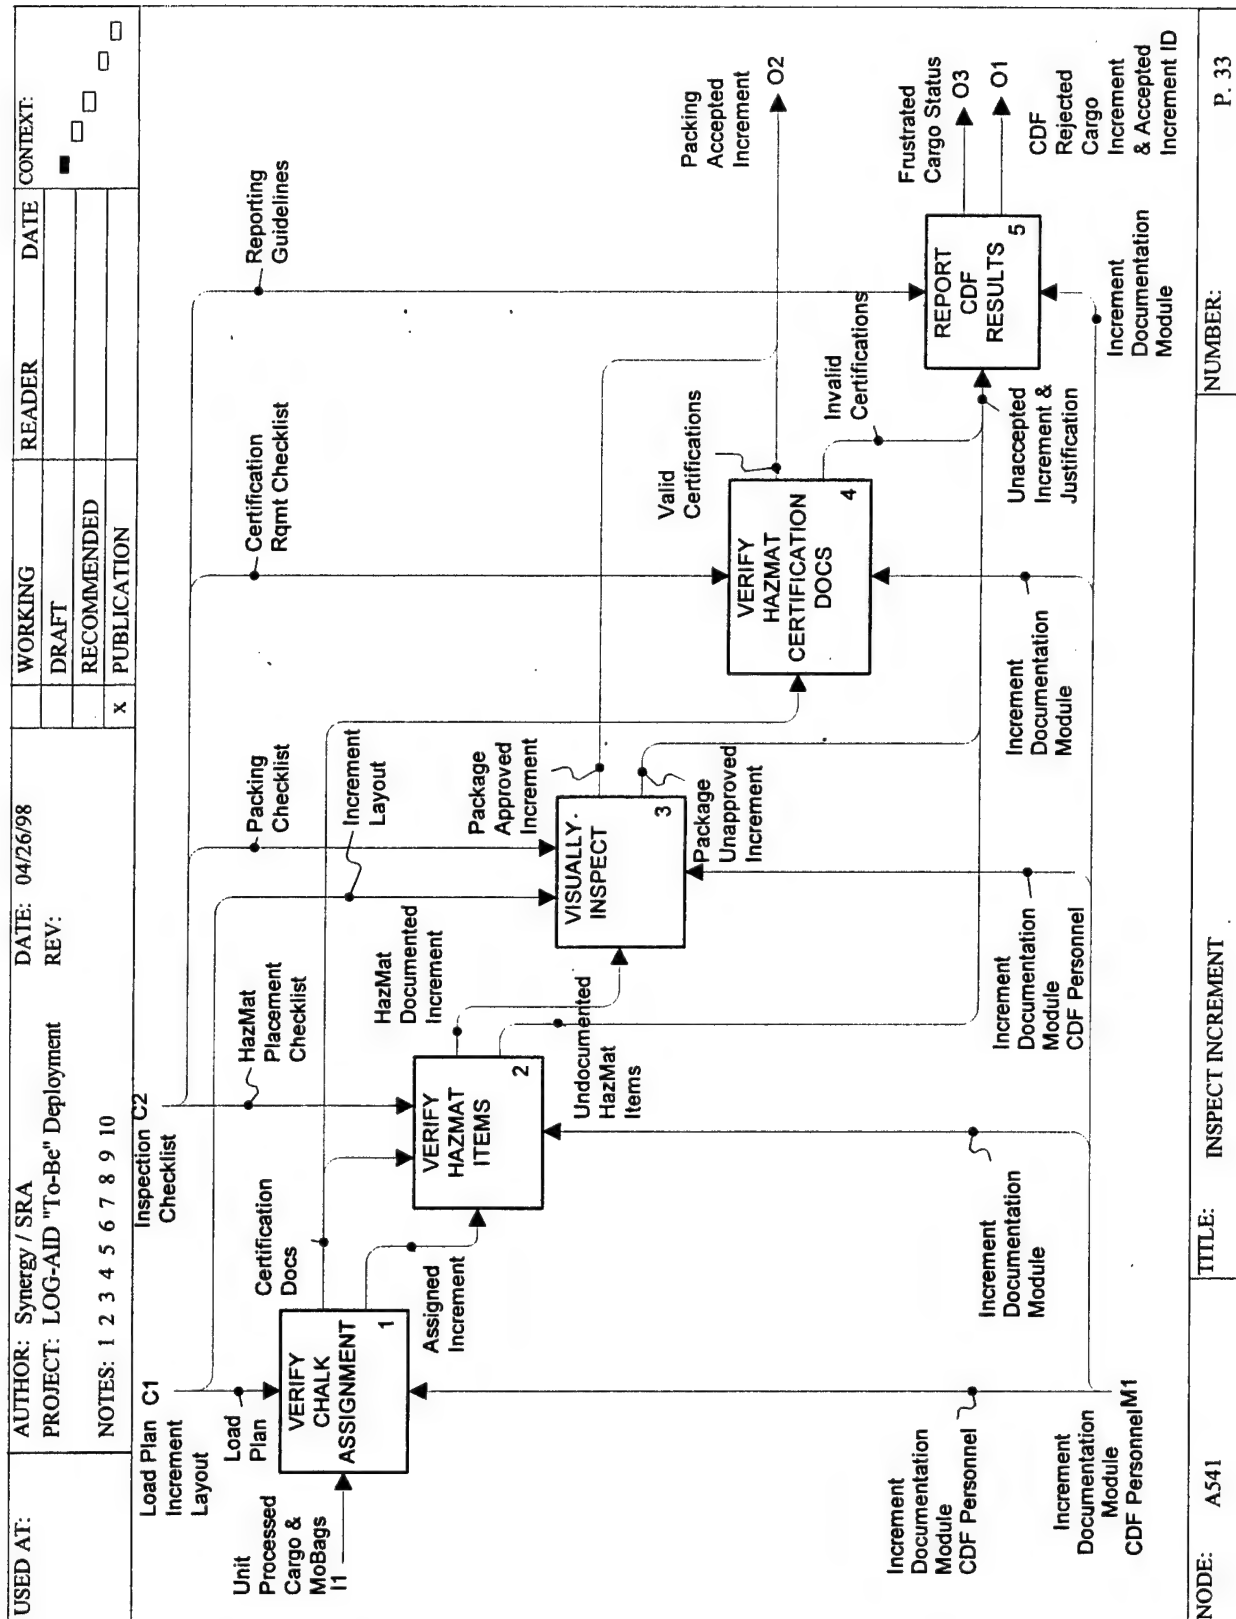 USED AT:
AUTHOR: Synergy / SRA
DATE: 04/26/98
PROJECT: LOG-AID "To-Be" Deployment
REV:
NOTES: 1 2 3 4 5 6 7 8 9 10
WORKING
DRAFT
RECOMMENDED
x PUBLICATION
READER
DATE
CONTEXT:
Load Plan C1
Increment
Layout
Inspection C2
Checklist
Load
Plan
HazMat
Placement
Checklist
Packing
Checklist
Increment
Layout
Certification
Rqmt Checklist
Reporting
Guidelines
Unit
Processed
Cargo &
MoBags
I1
VERIFY
CHALK
ASSIGNMENT
1
Certification
Docs
Assigned
Increment
VERIFY
HAZMAT
ITEMS
2
HazMat
Documented
Increment
Undocumented
HazMat
Items
VISUALLY.
INSPECT
3
Package
Approved
Increment
Package
Unapproved
Increment
VERIFY
HAZMAT
CERTIFICATION
DOCS
4
Valid
Certifications
Invalid
Certifications
Packing
Accepted
Increment
O2
Unaccepted
Increment &
Justification
REPORT
CDF
RESULTS
5
Frustrated
Cargo Status
O3
O1
CDF
Rejected
Cargo
Increment
& Accepted
Increment ID
Increment
Documentation
Module
CDF Personnel
Increment
Documentation
Module
Increment
Documentation
Module
CDF Personnel
Increment
Documentation
Module
Increment
Documentation
Module
Increment
Documentation
Module
CDF Personnel M1
NODE: A541
TITLE: INSPECT INCREMENT
NUMBER:
P. 33